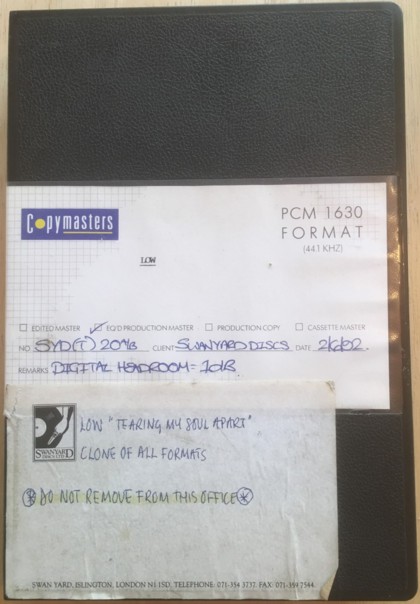 Copymasters
PCM 1630
FORMAT
(44.1 KHZ)
LOW
EDITED MASTER EQ'D PRODUCTION MASTER PRODUCTION COPY CASSETTE MASTER
NO. SYD(T) 20 CLIENT SWANYARD DISCS DATE 2/6/92.
REMARKS DIGITAL HEADROOM = 1dB.
SWANYARD
DISCS LTD
LOW "TEARING MY SOUL APART"
CLONE OF ALL FORMATS
DO NOT REMOVE FROM THIS OFFICE
SWAN YARD, ISLINGTON, LONDON N1 1SD, TELEPHONE: 071-354 3737. FAX: 071-359 7544.